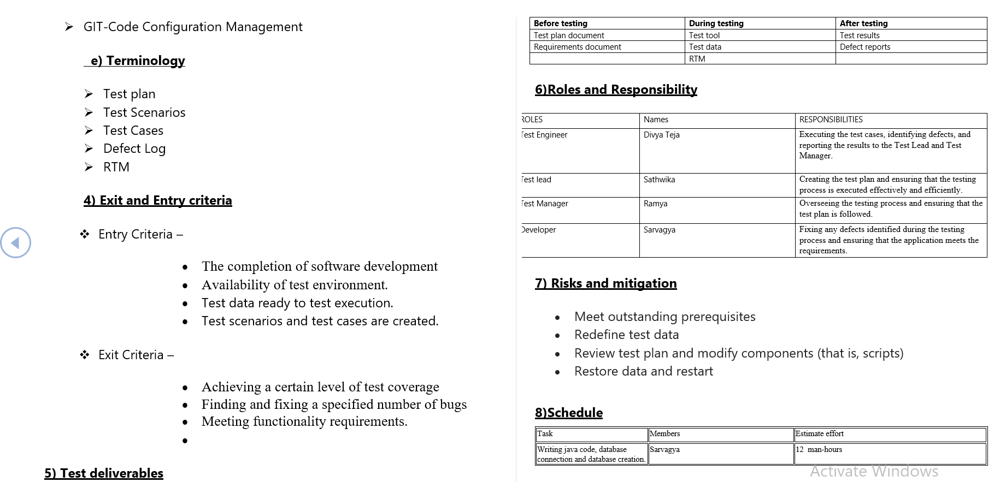 GIT-Code Configuration Management
e) Terminology
Test plan
Test Scenarios
Test Cases
Defect Log
RTM
4) Exit and Entry criteria
Entry Criteria –
The completion of software development
Availability of test environment.
Test data ready to test execution.
Test scenarios and test cases are created.
Exit Criteria –
Achieving a certain level of test coverage
Finding and fixing a specified number of bugs
Meeting functionality requirements.
5) Test deliverables
Before testing During testing After testing
Test plan document Test tool Test results
Requirements document Test data Defect reports
RTM
6)Roles and Responsibility
ROLES Names RESPONSIBILITIES
Test Engineer Divya Teja Executing the test cases, identifying defects, and
reporting the results to the Test Lead and Test
Manager.
Test lead Sathwika Creating the test plan and ensuring that the testing
process is executed effectively and efficiently.
Test Manager Ramya Overseeing the testing process and ensuring that the
test plan is followed.
Developer Sarvagya Fixing any defects identified during the testing
process and ensuring that the application meets the
requirements.
7) Risks and mitigation
Meet outstanding prerequisites
Redefine test data
Review test plan and modify components (that is, scripts)
Restore data and restart
8)Schedule
Task Members Estimate effort
Writing java code, database Sarvagya 12 man-hours
connection and database creation.
Activate Windows